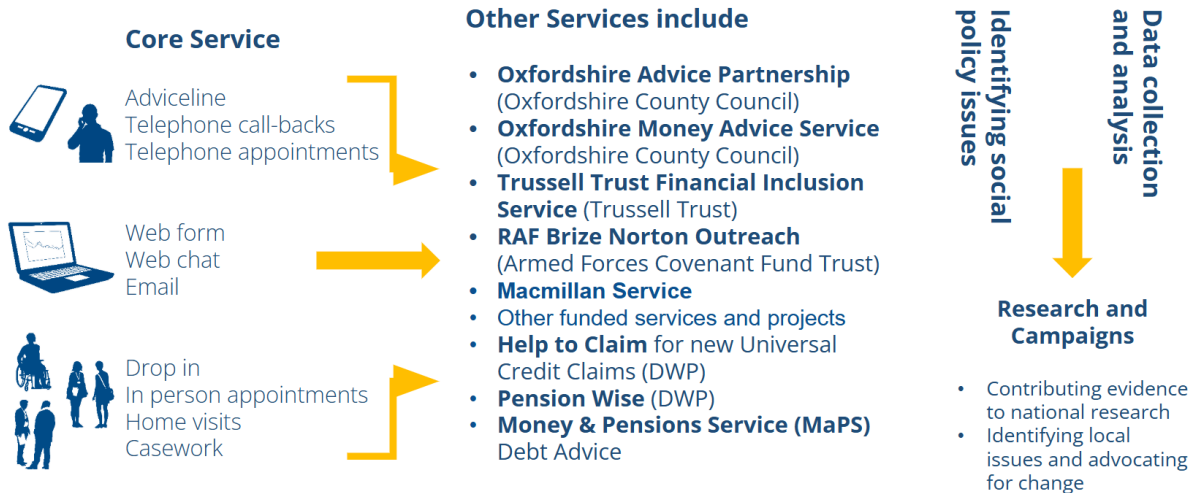 Core Service
Adviceline
Telephone call-backs
Telephone appointments
Web form
Web chat
Email
Drop in
In person appointments
Home visits
Casework
Other Services include
• Oxfordshire Advice Partnership
(Oxfordshire County Council)
• Oxfordshire Money Advice Service
(Oxfordshire County Council)
• Trussell Trust Financial Inclusion
Service (Trussell Trust)
• RAF Brize Norton Outreach
(Armed Forces Covenant Fund Trust)
• Macmillan Service
• Other funded services and projects
• Help to Claim for new Universal
Credit Claims (DWP)
• Pension Wise (DWP)
• Money & Pensions Service (MaPS)
Debt Advice
Identifying social
policy issues
Data collection
and analysis
Research and
Campaigns
• Contributing evidence
to national research
• Identifying local
issues and advocating
for change